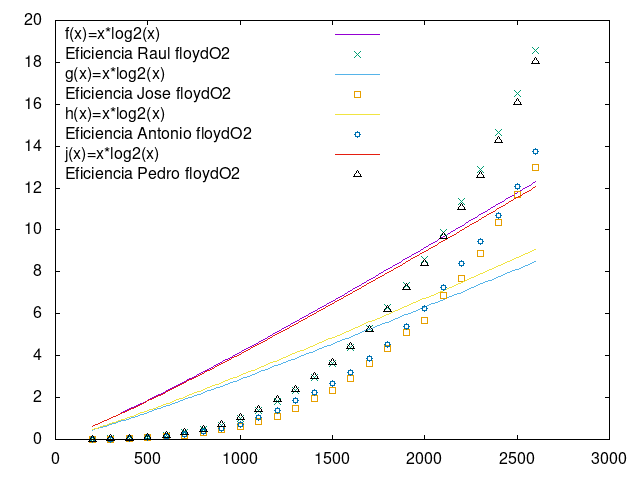 20
18
16
14
12
10
8
6
4
2
0
f(x)=x*log2(x)
Eficiencia Raul floydO2
g(x)=x*log2(x)
Eficiencia Jose floydO2
h(x)=x*log2(x)
Eficiencia Antonio floydO2
j(x)=x*log2(x)
Eficiencia Pedro floydO2
0 500 1000 1500 2000 2500 3000